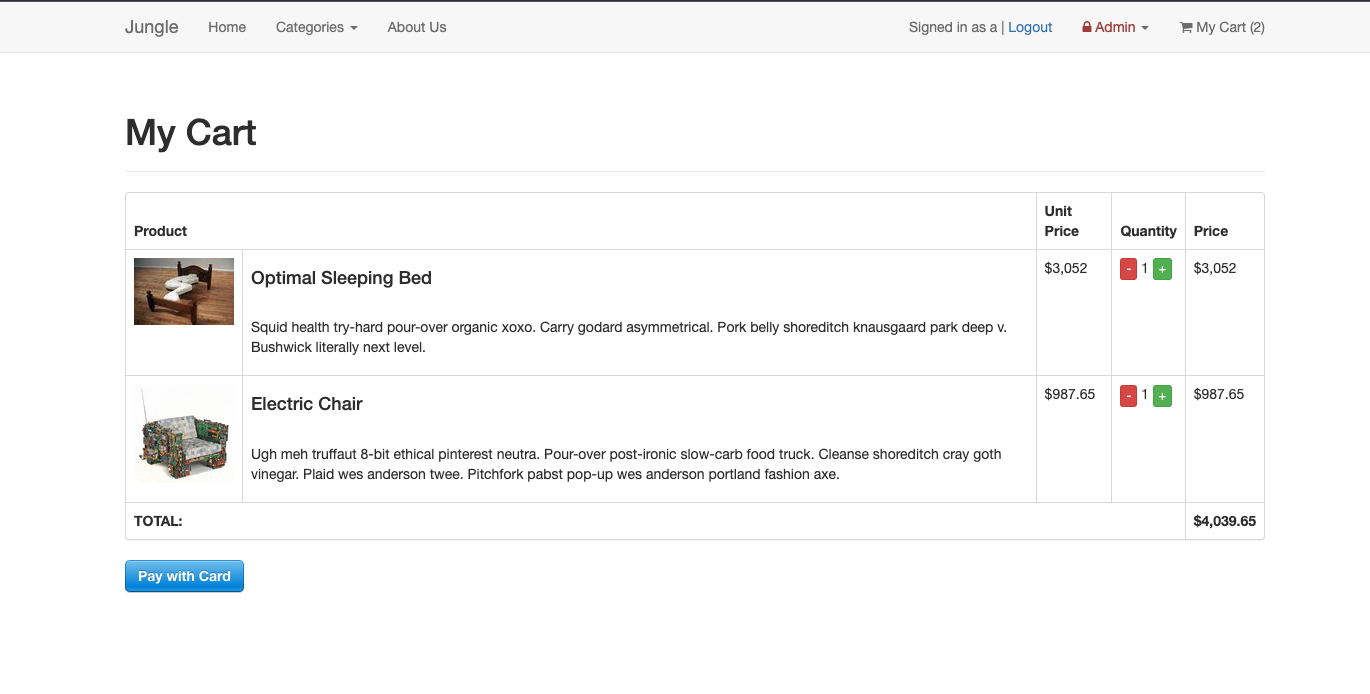 Jungle Home Categories About Us Signed in as a | Logout Admin My Cart (2)
My Cart
Product Unit Price Quantity Price
Optimal Sleeping Bed $3,052 - 1 + $3,052
Squid health try-hard pour-over organic xoxo. Carry godard asymmetrical. Pork belly shoreditch knausgaard park deep v.
Bushwick literally next level.
Electric Chair $987.65 - 1 + $987.65
Ugh meh truffaut 8-bit ethical pinterest neutra. Pour-over post-ironic slow-carb food truck. Cleanse shoreditch cray goth
vinegar. Plaid wes anderson twee. Pitchfork pabst pop-up wes anderson portland fashion axe.
TOTAL: $4,039.65
Pay with Card